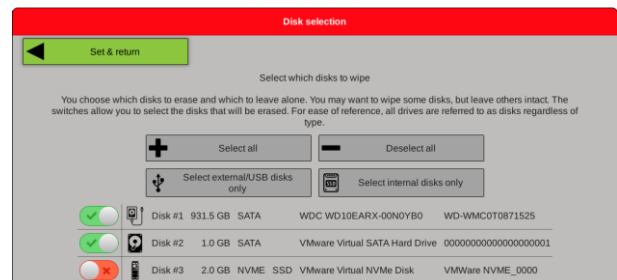 Disk selection
Set & return
Select which disks to wipe
You choose which disks to erase and which to leave alone. You may want to wipe some disks, but leave others intact. The
switches allow you to select the disks that will be erased. For ease of reference, all drives are referred to as disks regardless of
type.
Select all
Deselect all
Select external/USB disks
only
Select internal disks only
Disk #1 931.5 GB SATA WDC WD10EARX-00N0YB0 WD-WMC0T0871525
Disk #2 1.0 GB SATA VMware Virtual SATA Hard Drive 00000000000000000001
Disk #3 2.0 GB NVME SSD VMware Virtual NVMe Disk VMWare NVME_0000